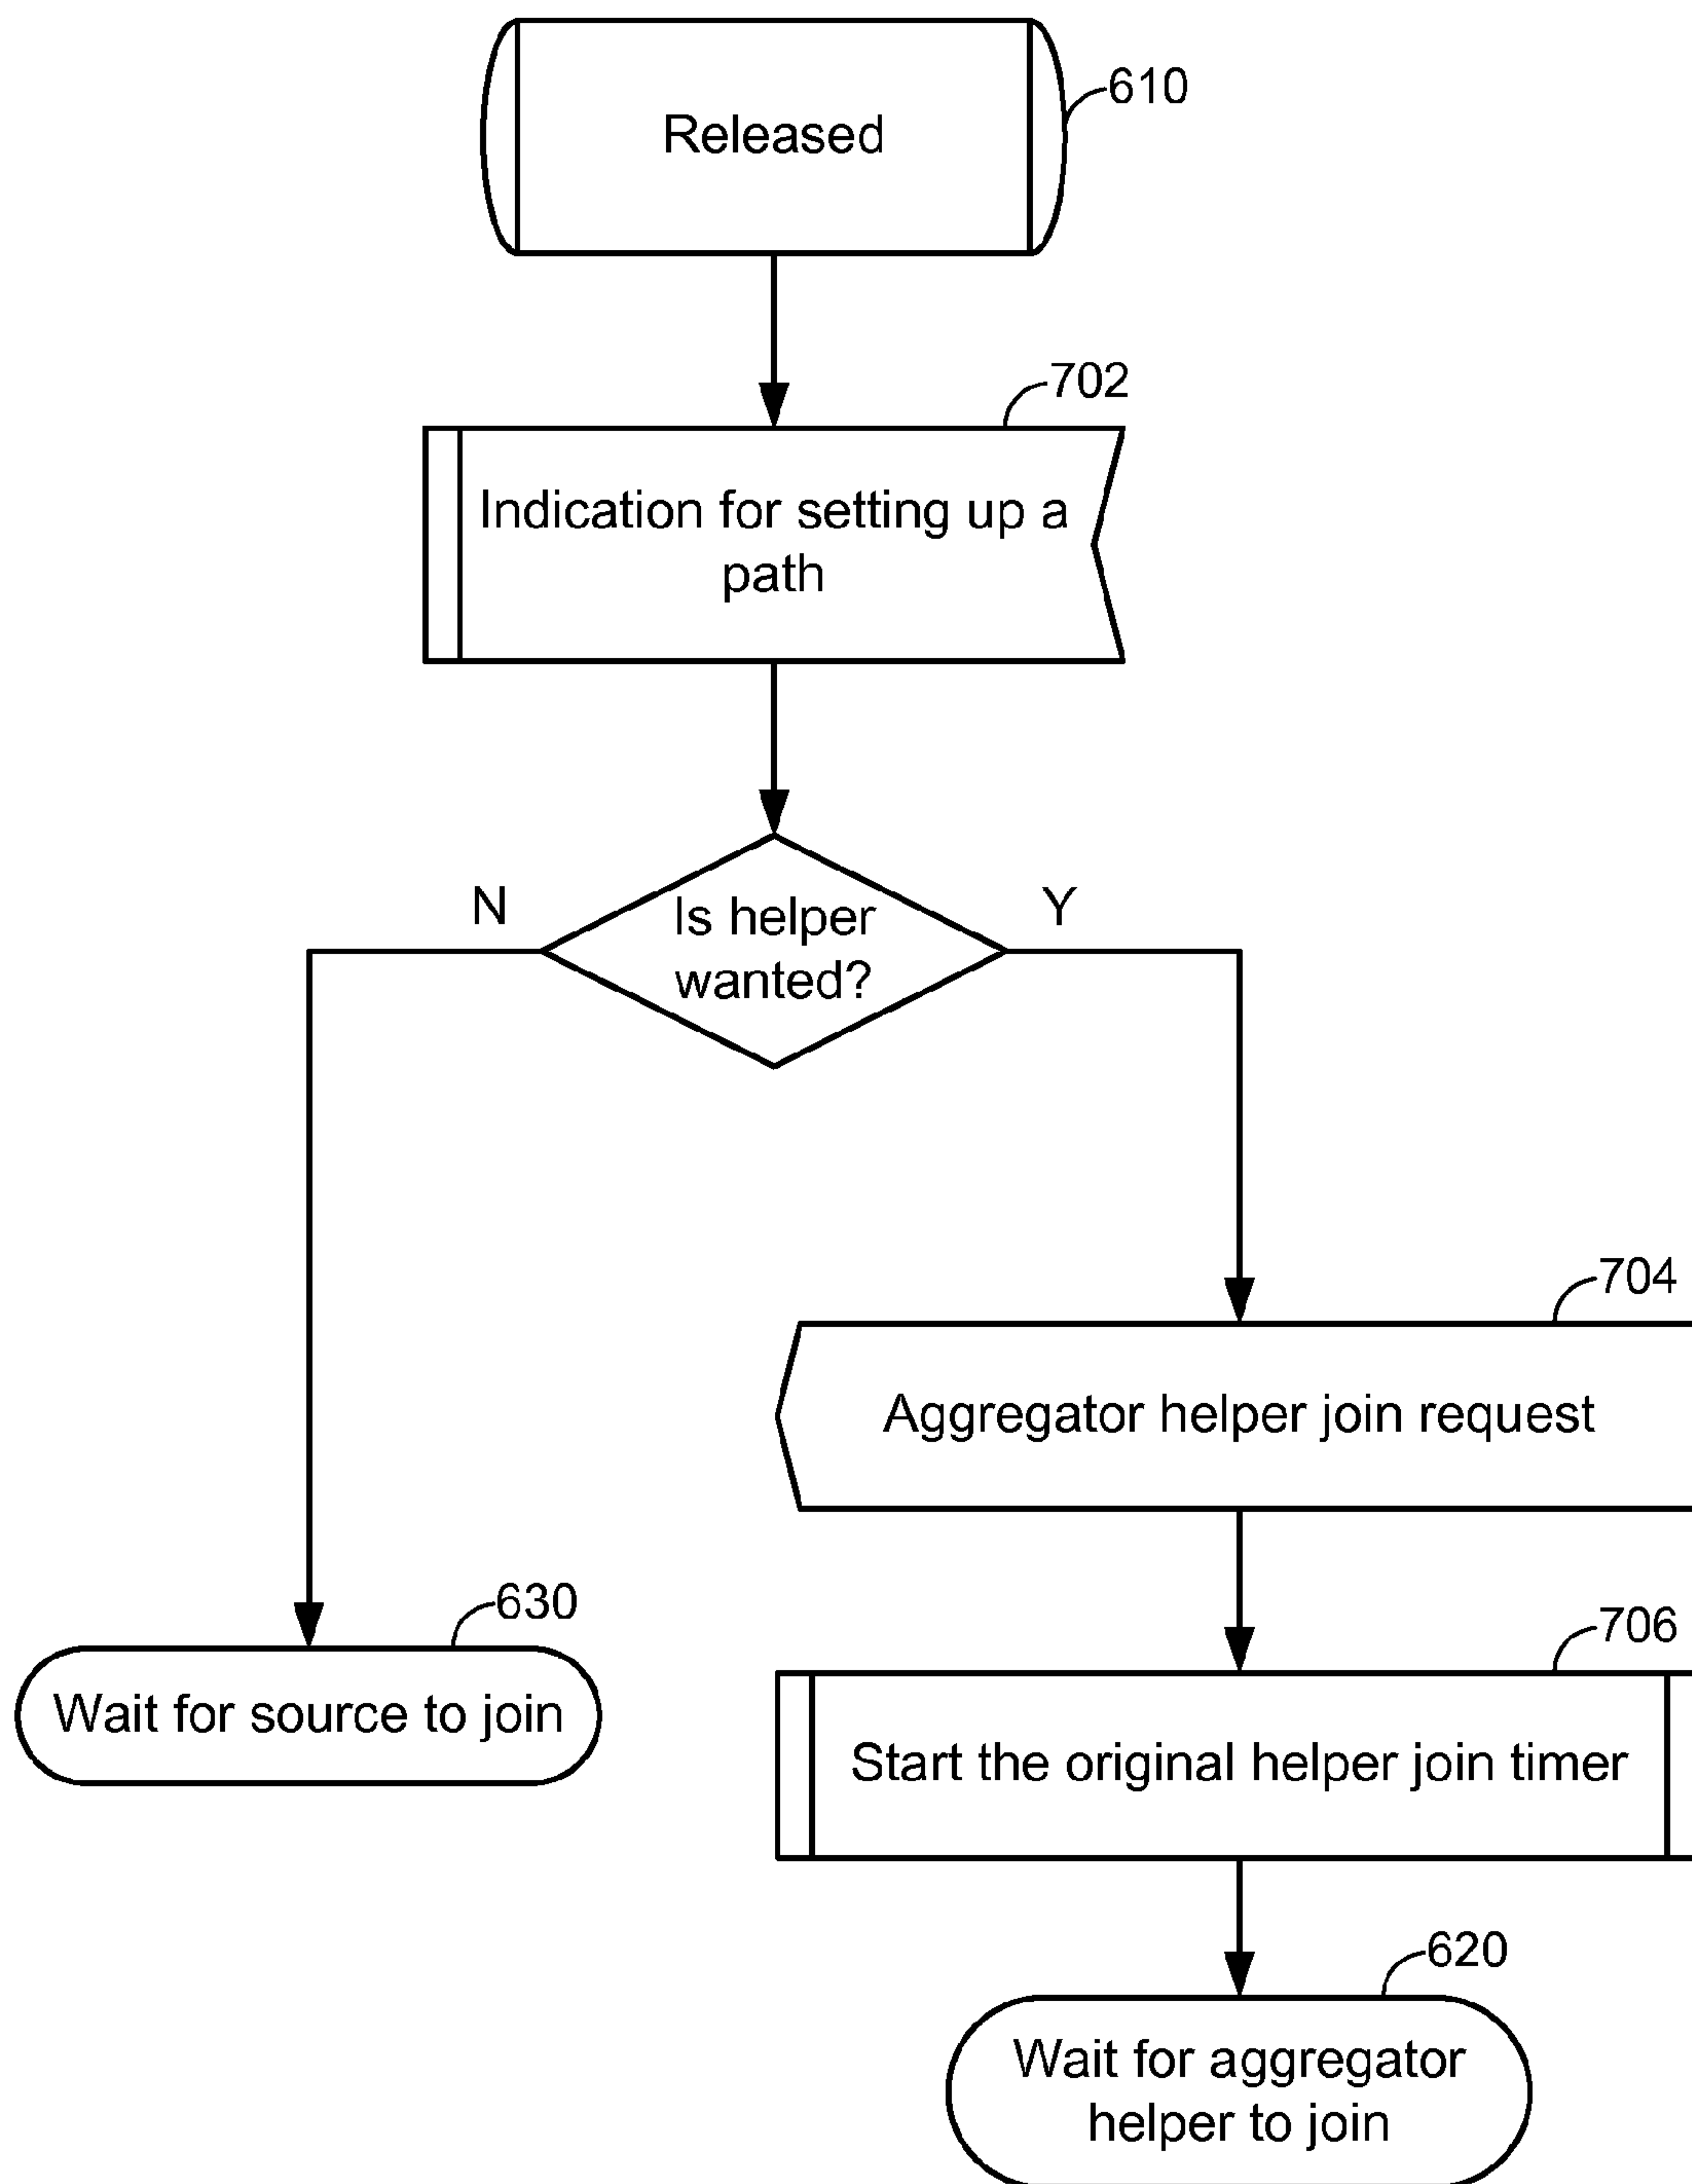 Released
610
702
Indication for setting up a
path
N
Is helper
wanted?
Y
704
Aggregator helper join request
630
Wait for source to join
706
Start the original helper join timer
620
Wait for aggregator
helper to join